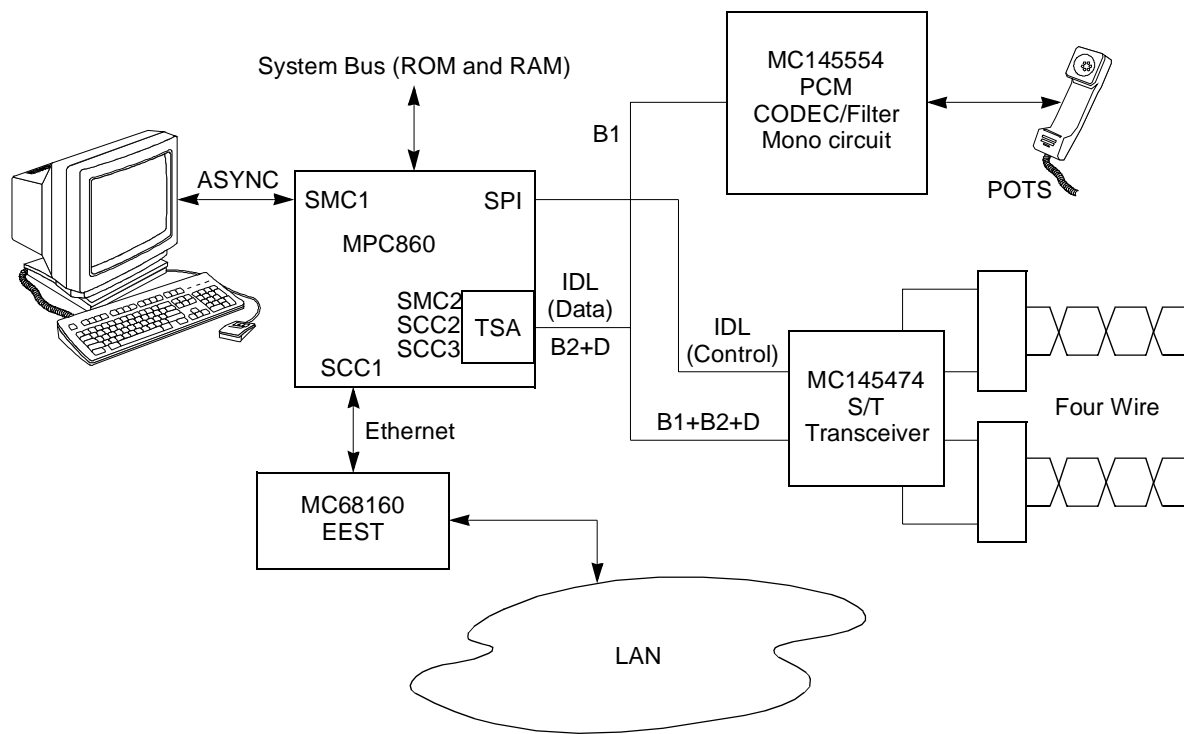 System Bus (ROM and RAM)
MC145554
PCM
CODEC/Filter
Mono circuit
B1
ASYNC
POTS
SMC1
SPI
MPC860
IDL
(Data)
SMC2
SCC2
SCC3
TSA
B2+D
SCC1
IDL
(Control)
MC145474
S/T
Transceiver
Four Wire
B1+B2+D
Ethernet
MC68160
EEST
LAN